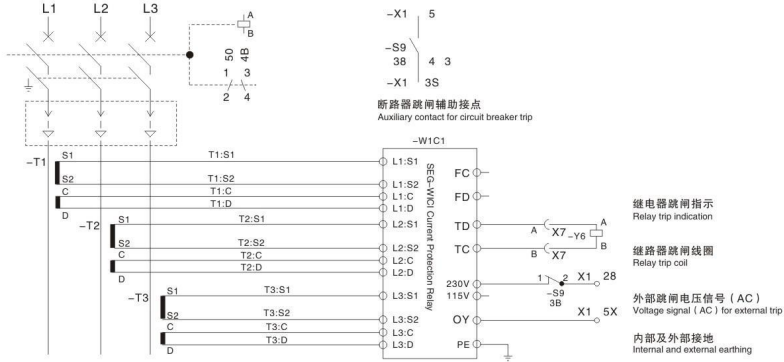 L1 L2 L3
A
B
50 4B
1 3
2 4
-X1 5
-S9
38 4 3
-X1 3S
断路器跳闸辅助接点
Auxiliary contact for circuit breaker trip
-W1C1
SEG-WICI Current Protection Relay
-T1
S1 T1:S1 L1:S1
S2 T1:S2 L1:S2
C T1:C L1:C
D T1:D L1:D
-T2
S1 T2:S1 L2:S1
S2 T2:S2 L2:S2
C T2:C L2:C
D T2:D L2:D
-T3
S1 T3:S1 L3:S1
S2 T3:S2 L3:S2
C T3:C L3:C
D T3:D L3:D
FC
FD
TD A X7 -Y6 A
TC B X7 B
230V 1 2 X1 28
115V -S9
3B
OY X1 5X
PE
继电器跳闸指示
Relay trip indication
继路器跳闸线圈
Relay trip coil
外部跳闸电压信号（AC）
Voltage signal（AC）for external trip
内部及外部接地
Internal and external earthing